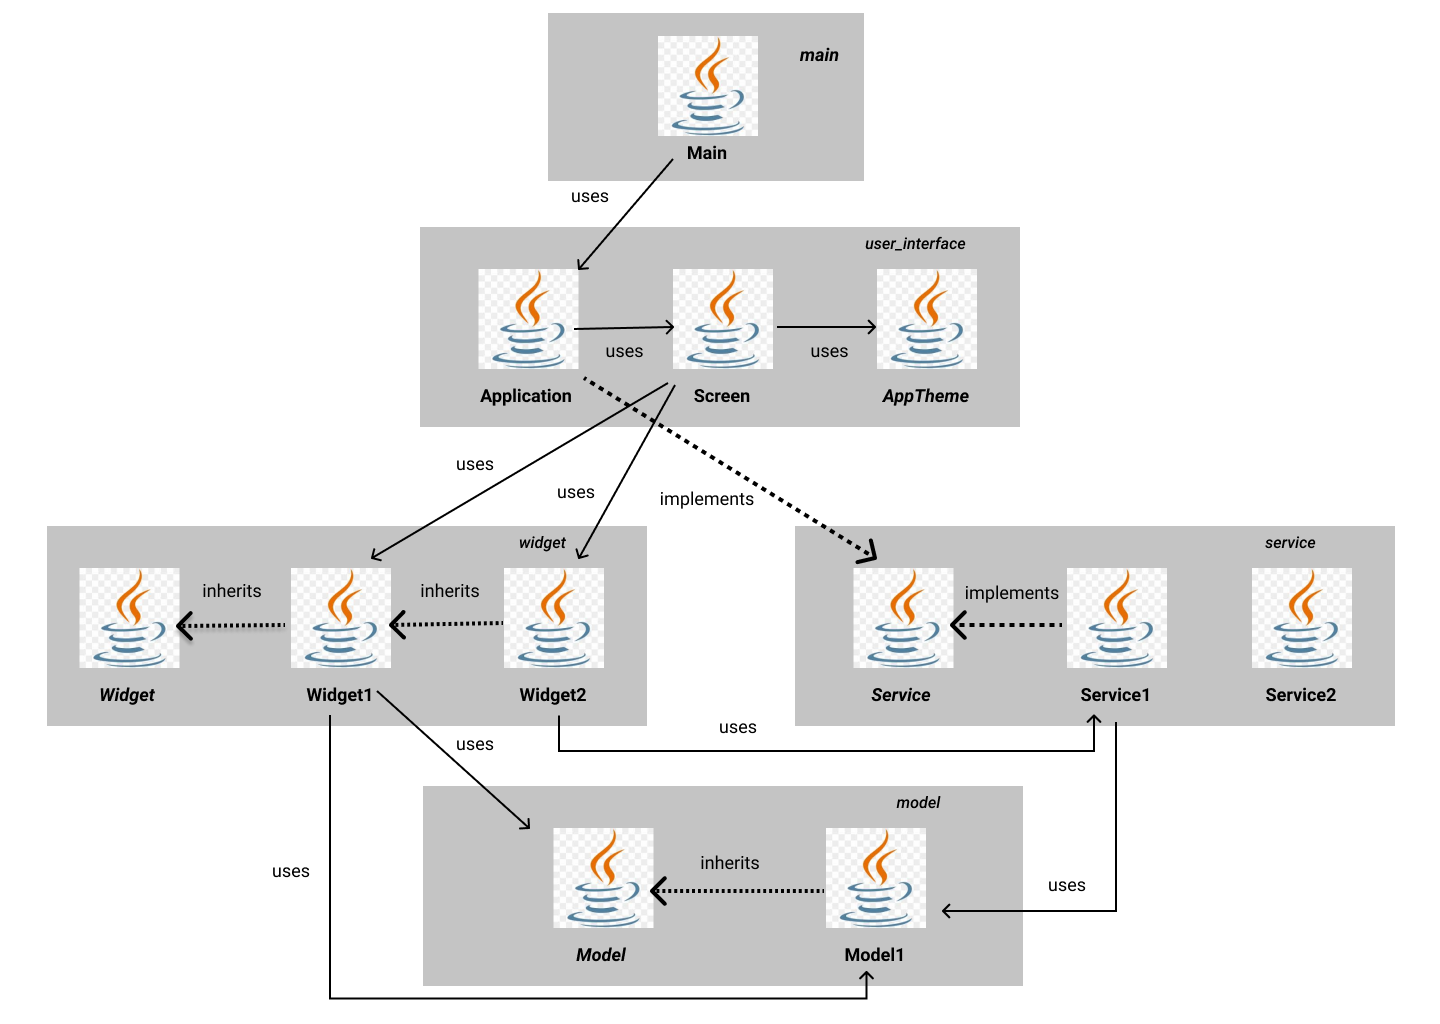 main
Main
uses
user_interface
uses
uses
Application
Screen
AppTheme
uses
uses
implements
widget
service
inherits
inherits
implements
Widget
Widget1
Widget2
Service
Service1
Service2
uses
uses
model
inherits
uses
uses
Model
Model1